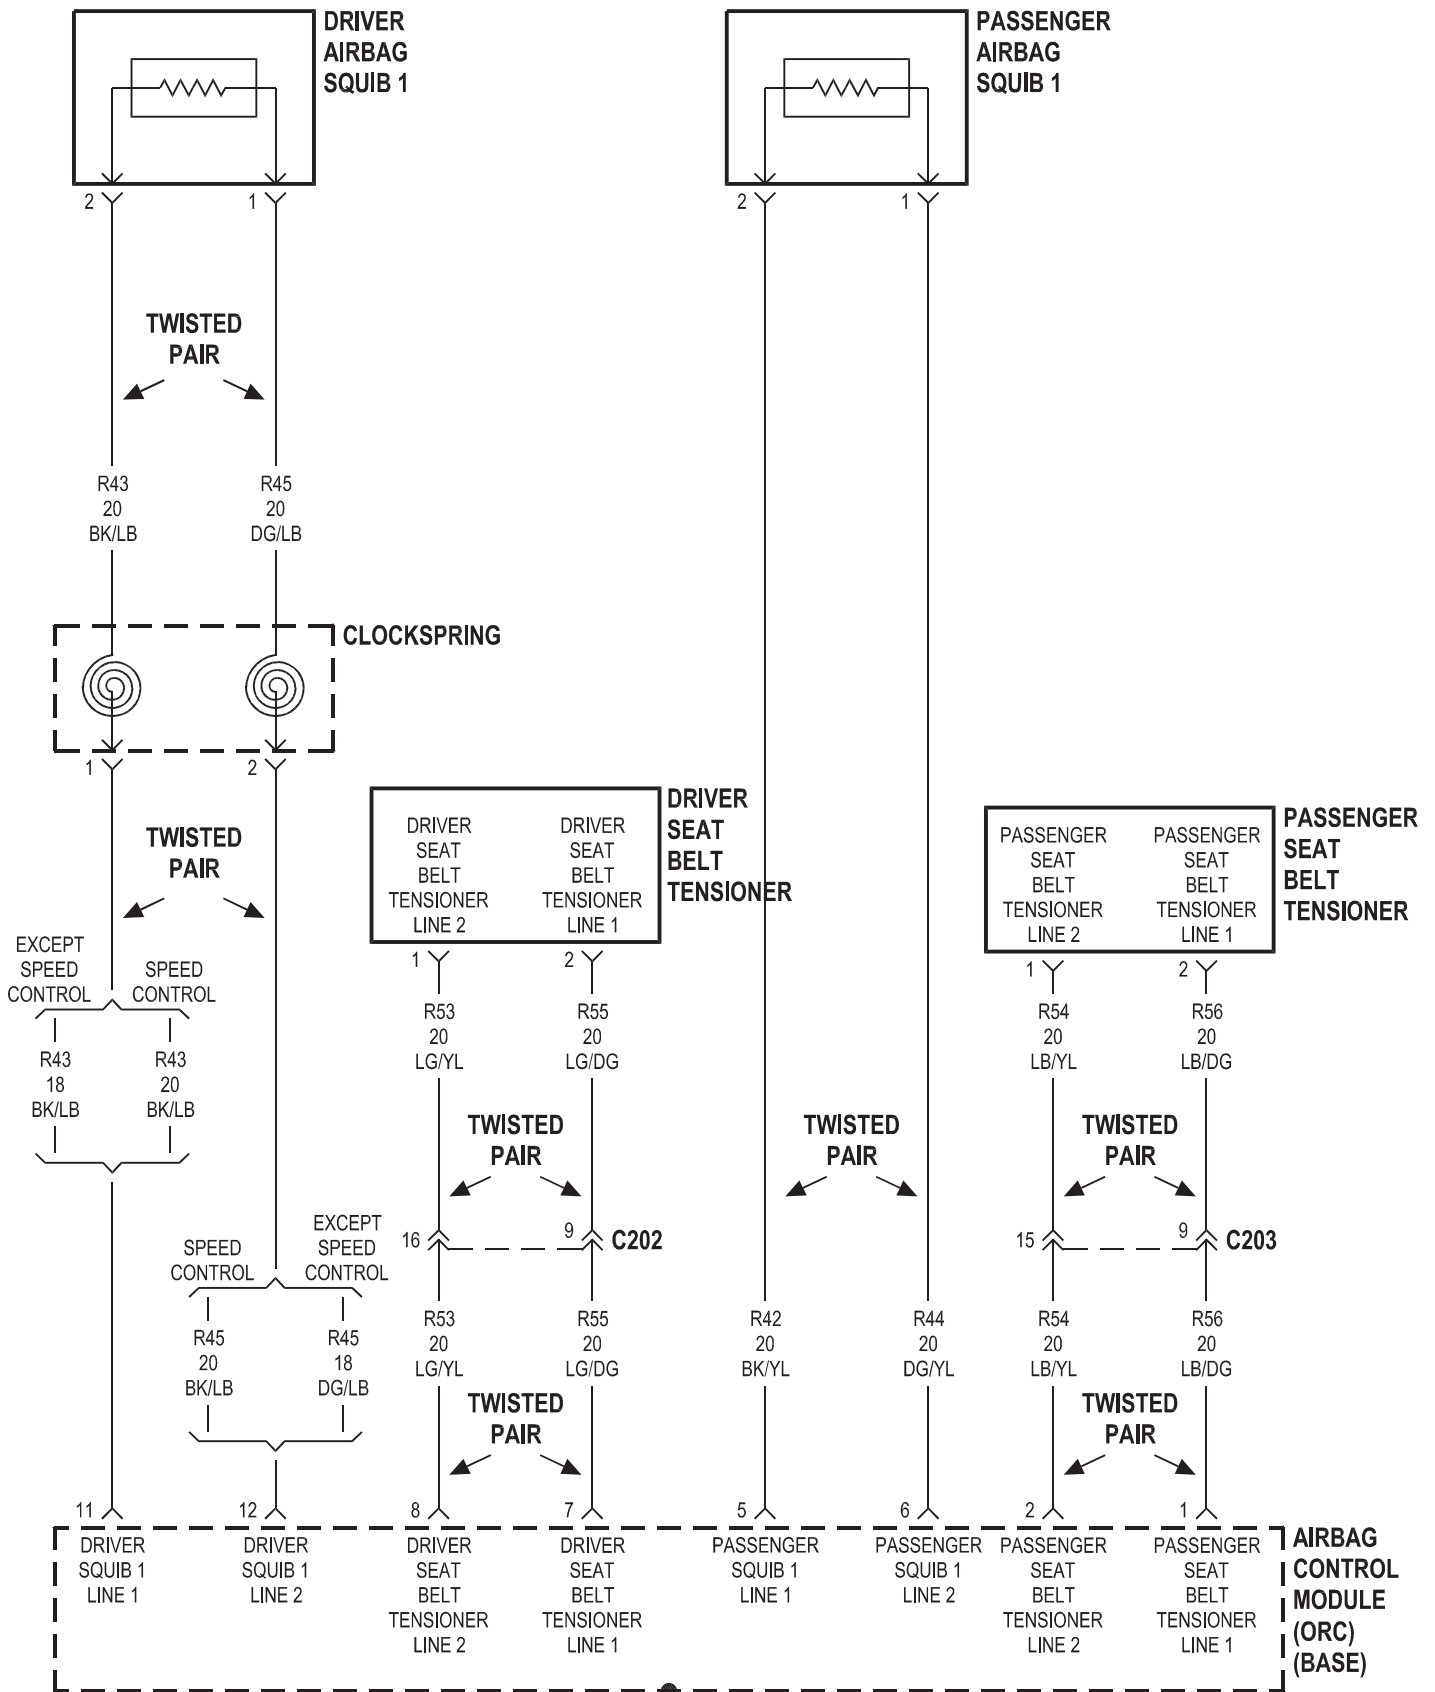 DRIVER
AIRBAG
SQUIB 1
PASSENGER
AIRBAG
SQUIB 1
2
1
2
1
TWISTED
PAIR
R43
20
BK/LB
R45
20
DG/LB
CLOCKSPRING
1
2
TWISTED
PAIR
DRIVER
SEAT
BELT
TENSIONER
LINE 2
DRIVER
SEAT
BELT
TENSIONER
LINE 1
DRIVER
SEAT
BELT
TENSIONER
PASSENGER
SEAT
BELT
TENSIONER
LINE 2
PASSENGER
SEAT
BELT
TENSIONER
LINE 1
PASSENGER
SEAT
BELT
TENSIONER
1
2
1
2
EXCEPT
SPEED
CONTROL
SPEED
CONTROL
R43
18
BK/LB
R43
20
BK/LB
R53
20
LG/YL
R55
20
LG/DG
R54
20
LB/YL
R56
20
LB/DG
TWISTED
PAIR
TWISTED
PAIR
TWISTED
PAIR
16
9
C202
15
9
C203
SPEED
CONTROL
EXCEPT
SPEED
CONTROL
R45
20
BK/LB
R45
18
DG/LB
R53
20
LG/YL
R55
20
LG/DG
R42
20
BK/YL
R44
20
DG/YL
R54
20
LB/YL
R56
20
LB/DG
TWISTED
PAIR
TWISTED
PAIR
11
12
8
7
5
6
2
1
DRIVER
SQUIB 1
LINE 1
DRIVER
SQUIB 1
LINE 2
DRIVER
SEAT
BELT
TENSIONER
LINE 2
DRIVER
SEAT
BELT
TENSIONER
LINE 1
PASSENGER
SQUIB 1
LINE 1
PASSENGER
SQUIB 1
LINE 2
PASSENGER
SEAT
BELT
TENSIONER
LINE 2
PASSENGER
SEAT
BELT
TENSIONER
LINE 1
AIRBAG
CONTROL
MODULE
(ORC)
(BASE)